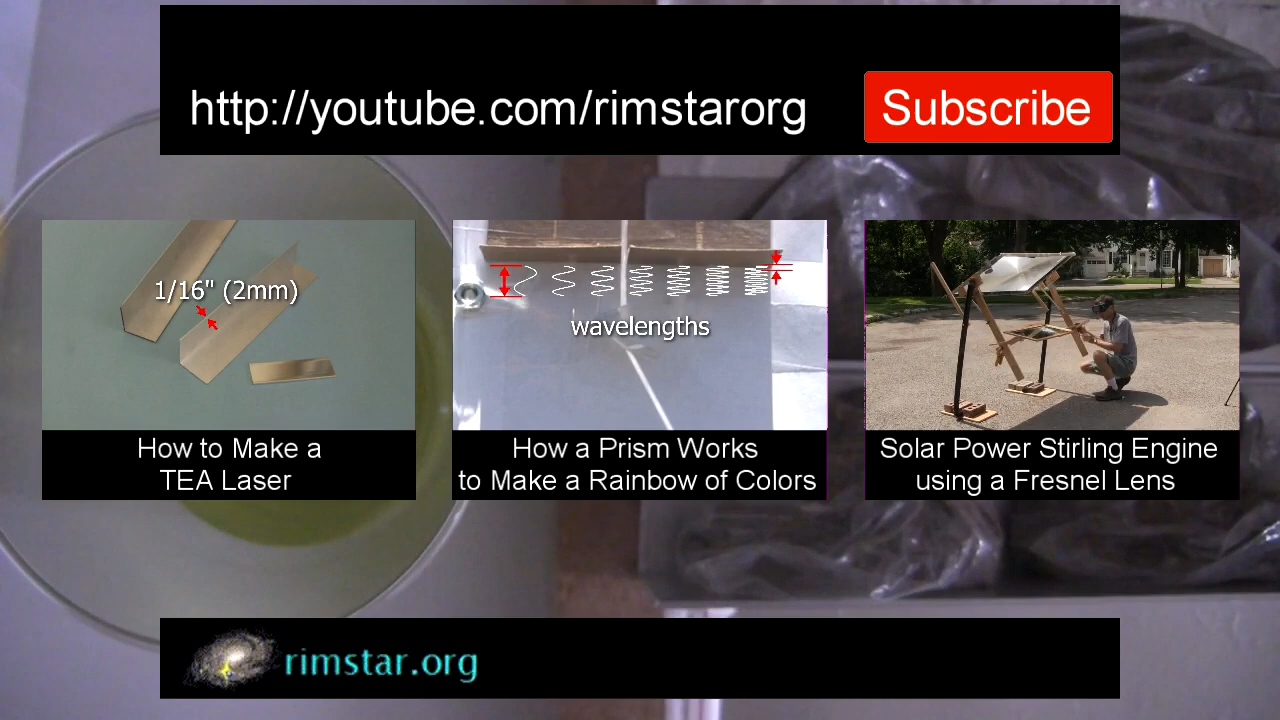 http://youtube.com/rimstarorg
Subscribe
1/16" (2mm)
wavelengths
How to Make a
TEA Laser
How a Prism Works
to Make a Rainbow of Colors
Solar Power Stirling Engine
using a Fresnel Lens
rimstar.org